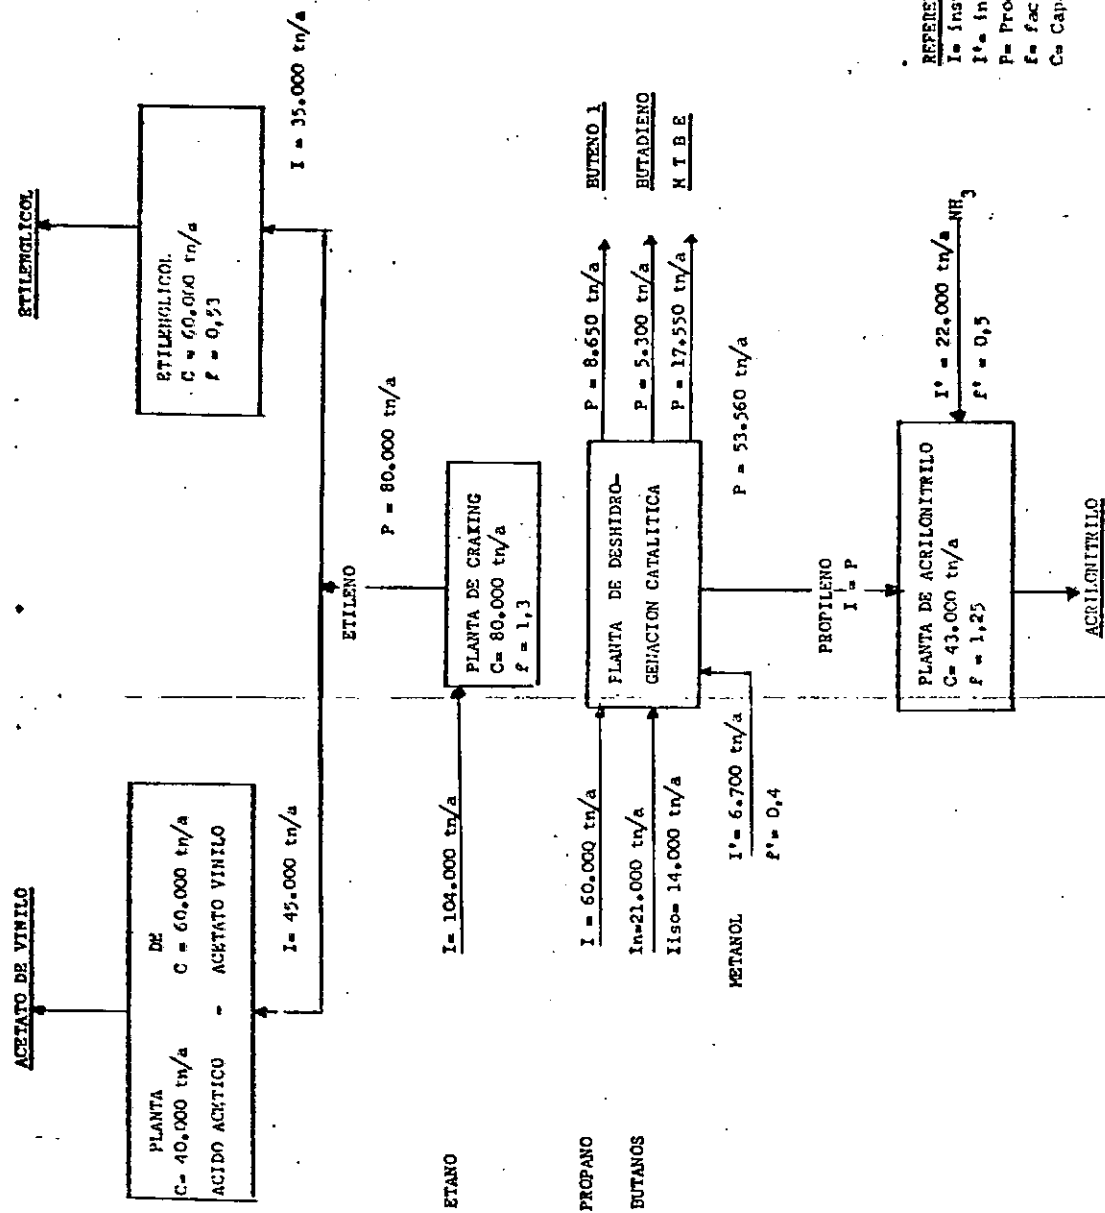 ACETATO DE VINILO
PLANTA DE
C= 40.000 tn/a C = 60.000 tn/a
ACIDO ACETICO - ACETATO VINILO
I= 45.000 tn/a
ETILENGLICOL
ETILENGLICOL
C = 60.000 tn/a
f = 0,53
I = 35.000 tn/a
ETILENO
P = 80.000 tn/a
ETANO
I= 104.000 tn/a
PLANTA DE CRAKING
C= 80.000 tn/a
f = 1,3
PROPANO
I = 60.000 tn/a
BUTANOS
In=21.000 tn/a
Iiso= 14.000 tn/a
METANOL
I'= 6.700 tn/a
f'= 0,4
PLANTA DE DESHIDRO-
GENACION CATALITICA
P = 8.650 tn/a
BUTENO 1
P = 5.300 tn/a
BUTADIENO
P = 17.550 tn/a
M T B E
P = 53.560 tn/a
PROPILENO
I = P
PLANTA DE ACRILONITRILO
C= 43.000 tn/a
f = 1,25
I' = 22.000 tn/a NH3
f' = 0,5
ACRILONITRILO
I=
I'= in
P= Pro
f= fac
C= Cap